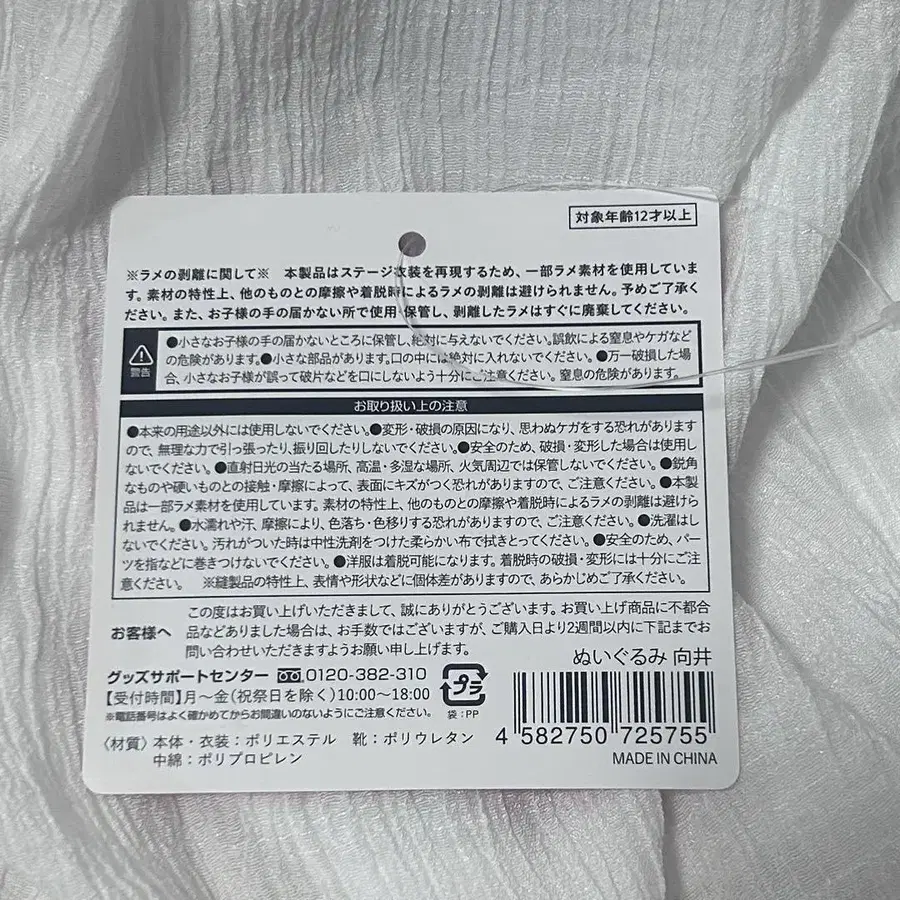 対象年齢12才以上
※ラメの剥離に関して※　本製品はステージ衣装を再現するため、一部ラメ素材を使用していま
す。素材の特性上、他のものとの摩擦や着脱時によるラメの剥離は避けられません。予めご了承く
ださい。また、お子様の手の届かない所で使用、保管し、剥離したラメはすぐに廃棄してください。
警告
●小さなお子様の手の届かないところに保管し、絶対に与えないでください。誤飲による窒息やケガなど
の危険があります。●小さな部品があります。口の中には絶対に入れないでください。●万一破損した場
合、小さなお子様が誤って破片などを口にしないよう十分にご注意ください。窒息の危険があります。
お取り扱い上の注意
●本来の用途以外には使用しないでください。●変形・破損の原因になり、思わぬケガをする恐れがあります
ので、無理な力で引っ張ったり、振り回したりしないでください。●安全のため、破損・変形した場合は使用し
ないでください。●直射日光の当たる場所、高温・多湿な場所、火気周辺では保管しないでください。●鋭角
なものや硬いものとの接触・摩擦によって、表面にキズがつく恐れがありますので、ご注意ください。●本製
品は一部ラメ素材を使用しています。素材の特性上、他のものとの摩擦や着脱時によるラメの剥離は避けら
れません。●水濡れや汗、摩擦により、色落ち・色移りする恐れがありますので、ご注意ください。●洗濯はし
ないでください。汚れがついた時は中性洗剤をつけた柔らかい布で拭きとってください。●安全のため、パー
ツを指などに巻きつけないでください。●洋服は着脱可能になります。着脱時の破損・変形には十分にご注
意ください。　※縫製品の特性上、表情や形状などに個体差がありますので、あらかじめご了承ください。
お客様へ
この度はお買い上げいただきまして、誠にありがとうございます。お買い上げ商品に不都合
品などありました場合は、お手数ではございますが、ご購入日より2週間以内に下記までお
問い合わせいただきますようお願い申し上げます。
グッズサポートセンター 0120-382-310
【受付時間】月〜金(祝祭日を除く)10:00〜18:00
※電話番号はよく確かめてからお間違いのないようにご注意ください。
プラ
袋：PP
ぬいぐるみ 向井
4 582750 725755
MADE IN CHINA
〈材質〉本体・衣装：ポリエステル　靴：ポリウレタン
中綿：ポリプロピレン